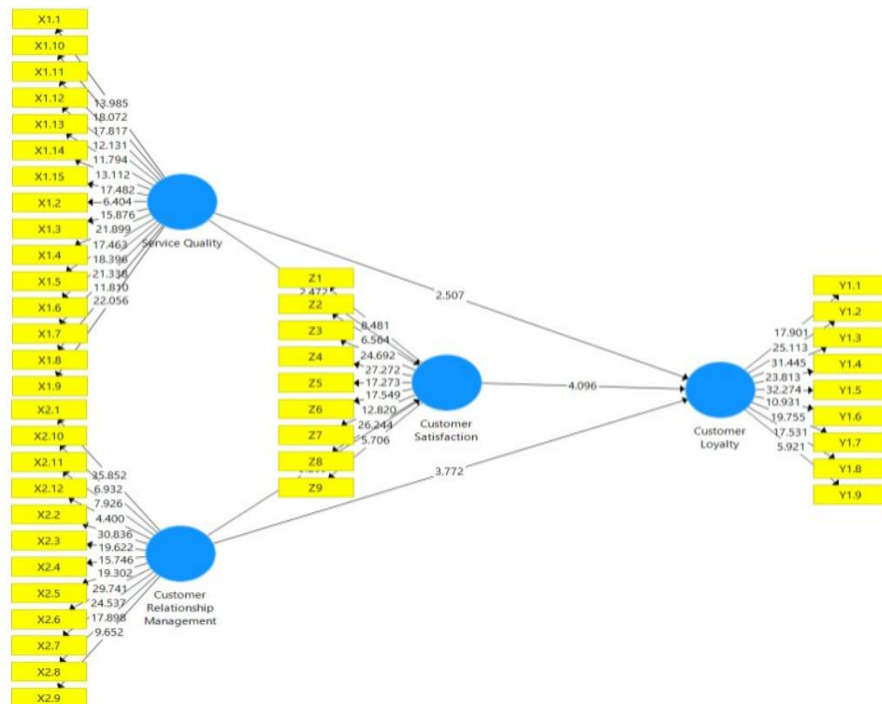 X1.1
X1.10
X1.11
X1.12
X1.13
X1.14
X1.15
X1.2
X1.3
X1.4
X1.5
X1.6
X1.7
X1.8
X1.9
13.985
18.072
17.817
12.131
11.794
13.112
17.482
6.404
15.876
21.899
17.463
18.396
21.338
11.810
22.056
Service Quality
X2.1
X2.10
X2.11
X2.12
X2.2
X2.3
X2.4
X2.5
X2.6
X2.7
X2.8
X2.9
35.852
6.932
7.926
4.400
30.836
19.622
15.746
19.302
29.741
24.537
17.898
9.652
Customer
Relationship
Management
Z1
Z2
Z3
Z4
Z5
Z6
Z7
Z8
Z9
2.472
8.481
6.564
24.692
27.272
17.273
17.549
12.820
26.244
5.706
Customer
Satisfaction
2.507
4.096
3.772
Customer
Loyalty
17.901
25.113
31.445
23.813
32.274
10.931
19.755
17.531
5.921
Y1.1
Y1.2
Y1.3
Y1.4
Y1.5
Y1.6
Y1.7
Y1.8
Y1.9